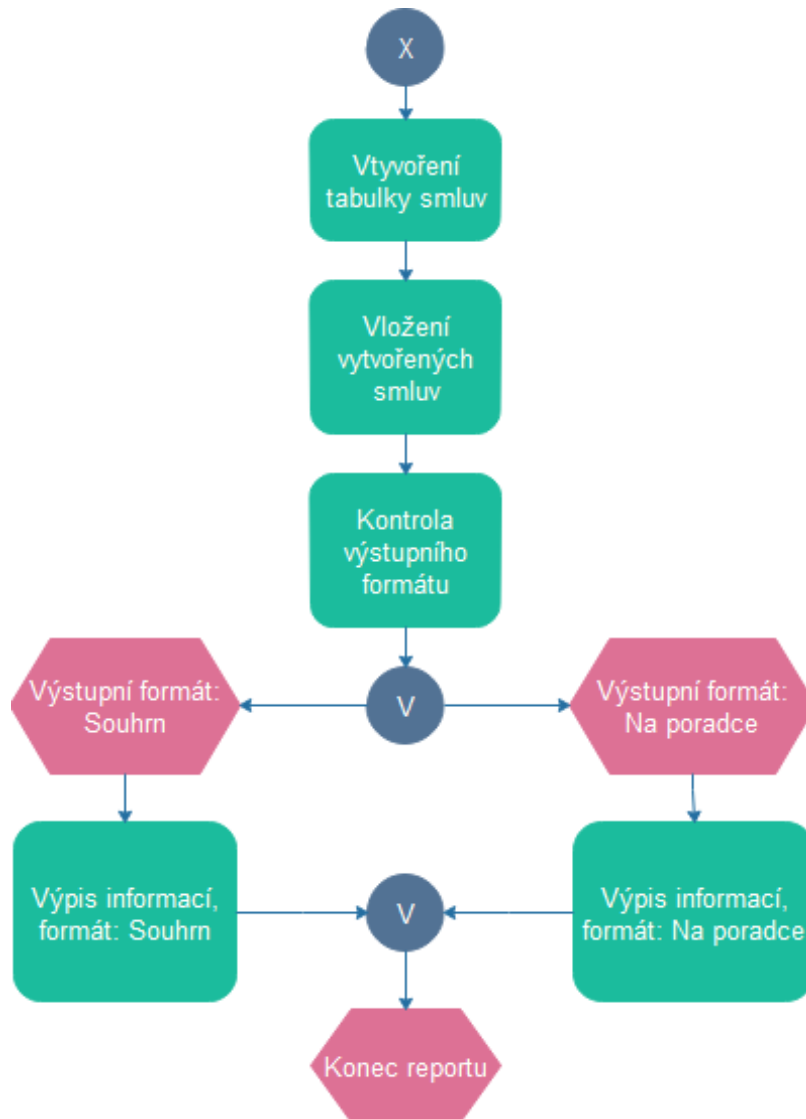 X
Vtyvoření
tabulky smluv
Vložení
vytvořených
smluv
Kontrola
výstupního
formátu
Výstupní formát:
Souhrn
V
Výstupní formát:
Na poradce
Výpis informací,
formát: Souhrn
V
Výpis informací,
formát: Na poradce
Konec reportu